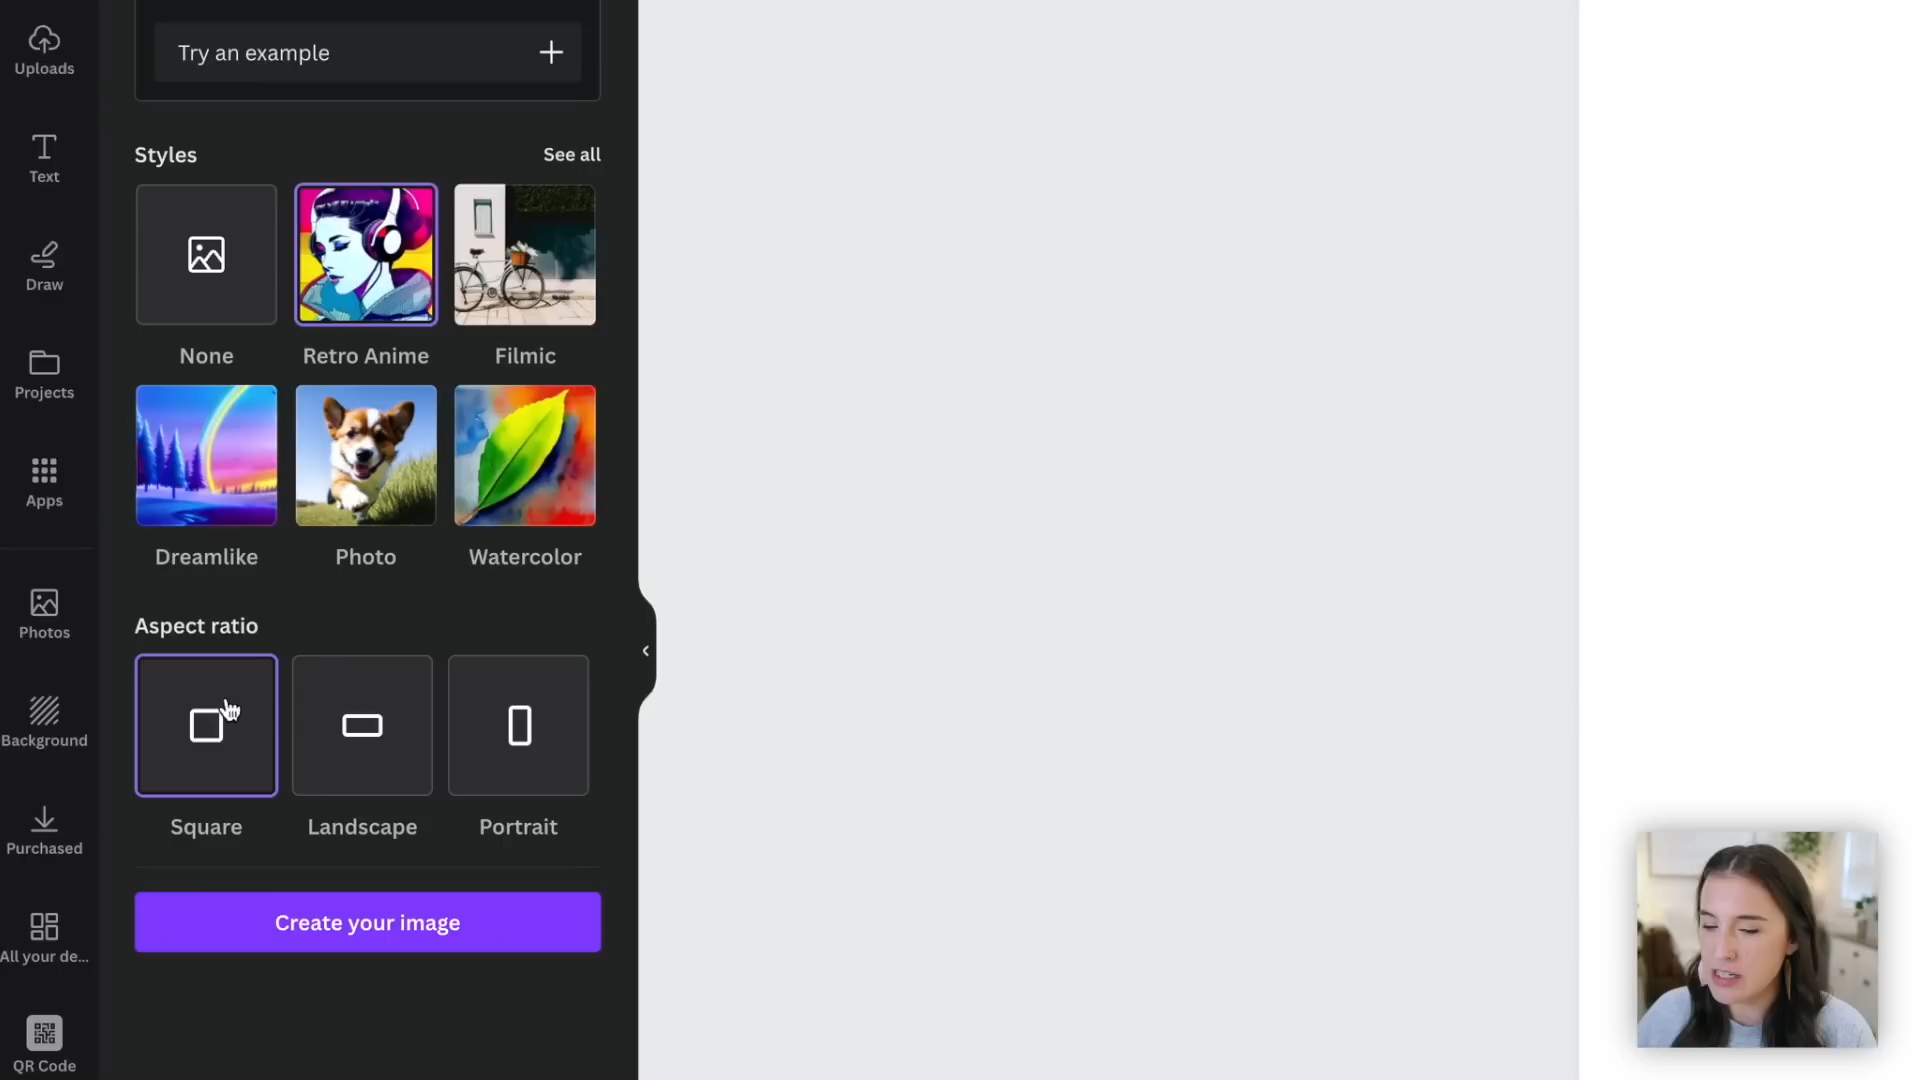 Uploads
Text
Draw
Projects
Apps
Photos
Background
Purchased
All your de...
QR Code
Try an example
Styles
See all
None
Retro Anime
Filmic
Dreamlike
Photo
Watercolor
Aspect ratio
Square
Landscape
Portrait
Create your image